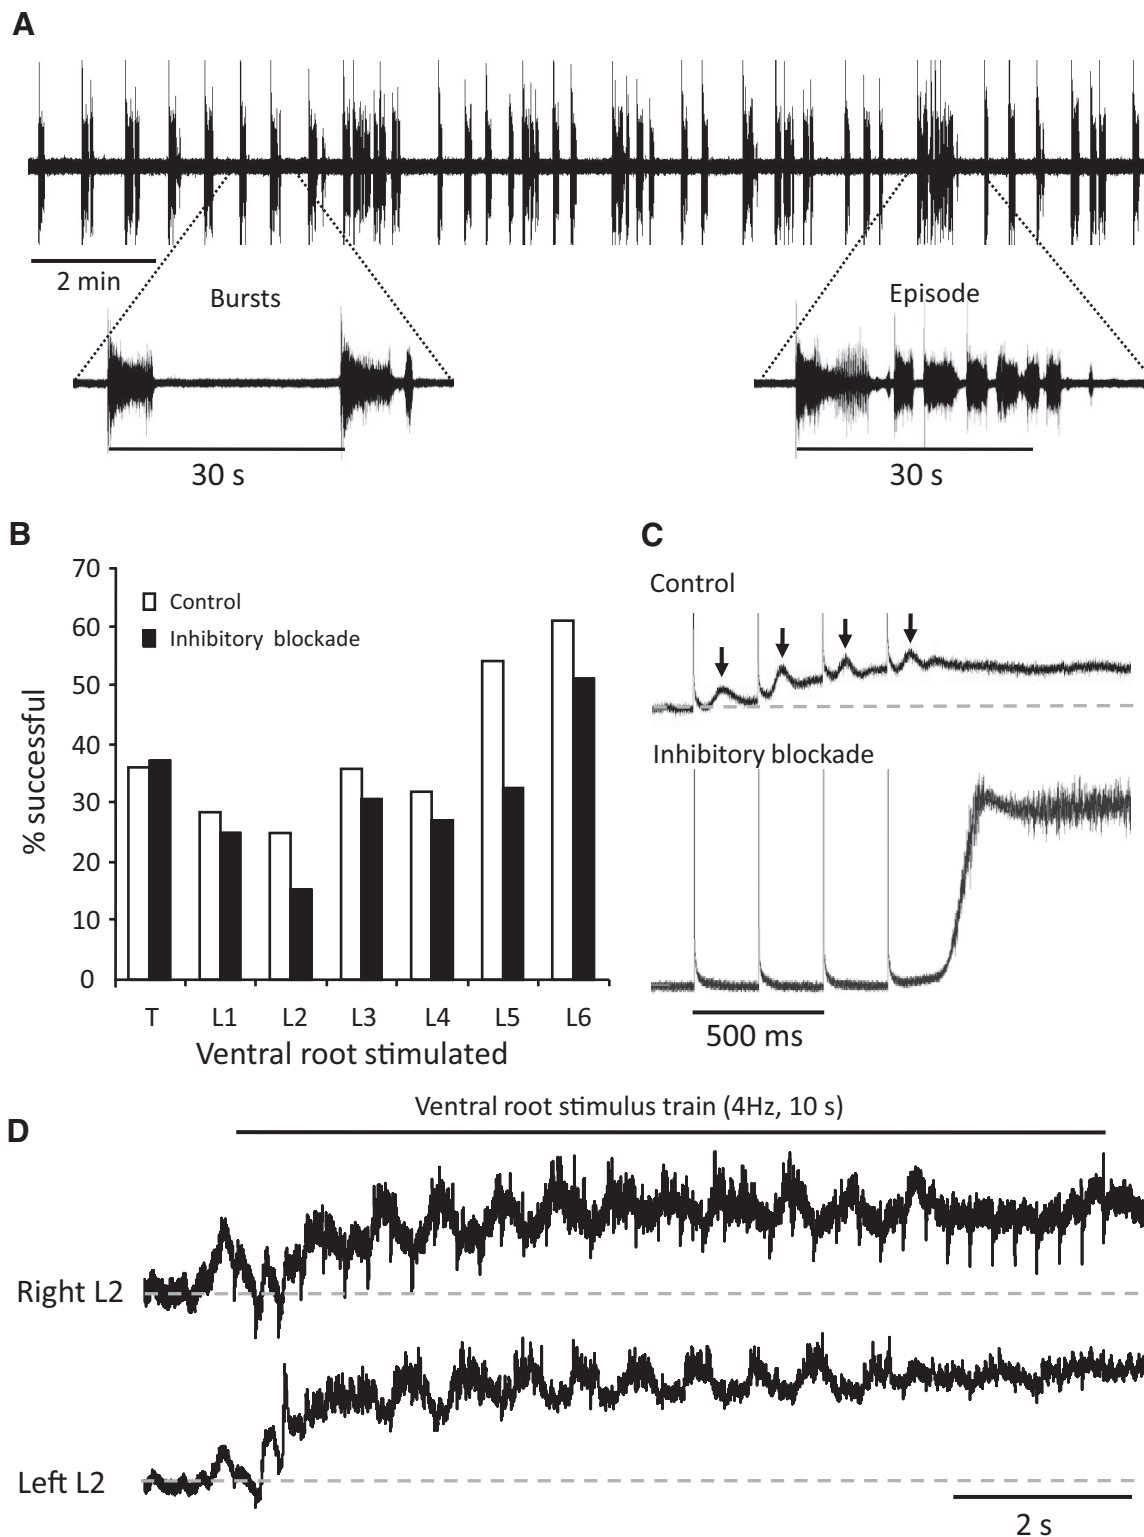 A
2 min
Bursts
Episode
30 s
30 s
B
70
60
50
40
30
20
10
0
% successful
Control
Inhibitory blockade
T L1 L2 L3 L4 L5 L6
Ventral root stimulated
C
Control
Inhibitory blockade
500 ms
D
Ventral root stimulus train (4Hz, 10 s)
Right L2
Left L2
2 s